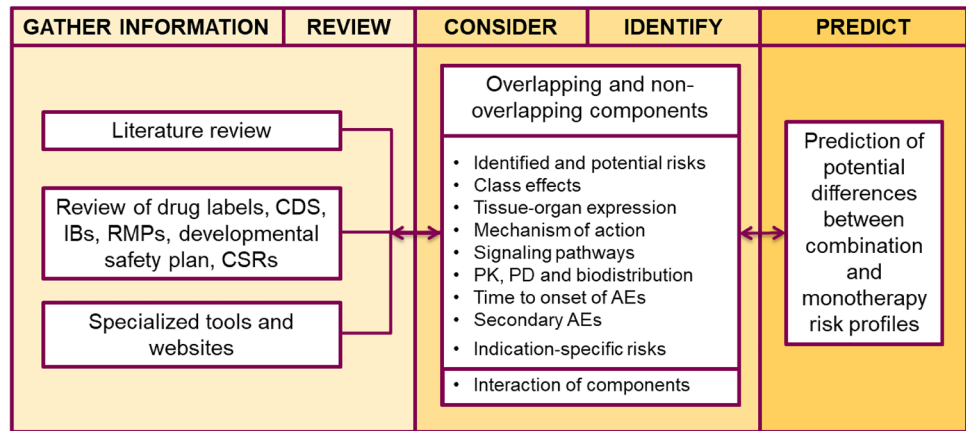 GATHER INFORMATION
REVIEW
CONSIDER
IDENTIFY
PREDICT
Literature review
Review of drug labels, CDS,
IBs, RMPs, developmental
safety plan, CSRs
Specialized tools and
websites
Overlapping and non-
overlapping components
• Identified and potential risks
• Class effects
• Tissue-organ expression
• Mechanism of action
• Signaling pathways
• PK, PD and biodistribution
• Time to onset of AEs
• Secondary AEs
• Indication-specific risks
• Interaction of components
Prediction of
potential
differences
between
combination
and
monotherapy
risk profiles